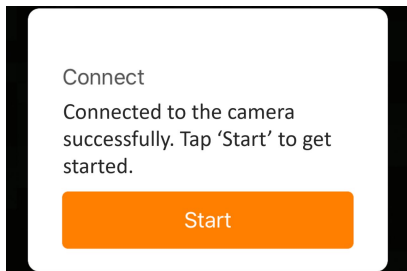 Connect
Connected to the camera
successfully. Tap ‘Start’ to get
started.
Start